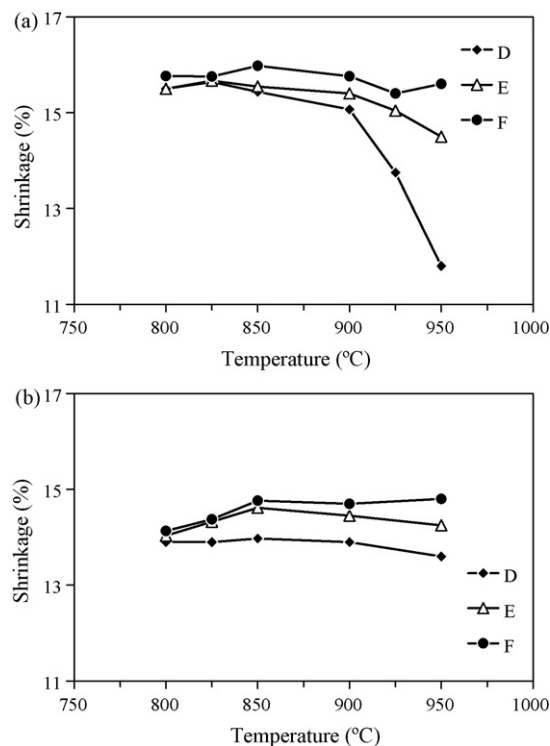 (a)
17
15
13
11
Shrinkage (%)
D
E
F
750 800 850 900 950 1000
Temperature (ºC)
(b)
17
15
13
11
Shrinkage (%)
D
E
F
750 800 850 900 950 1000
Temperature (ºC)